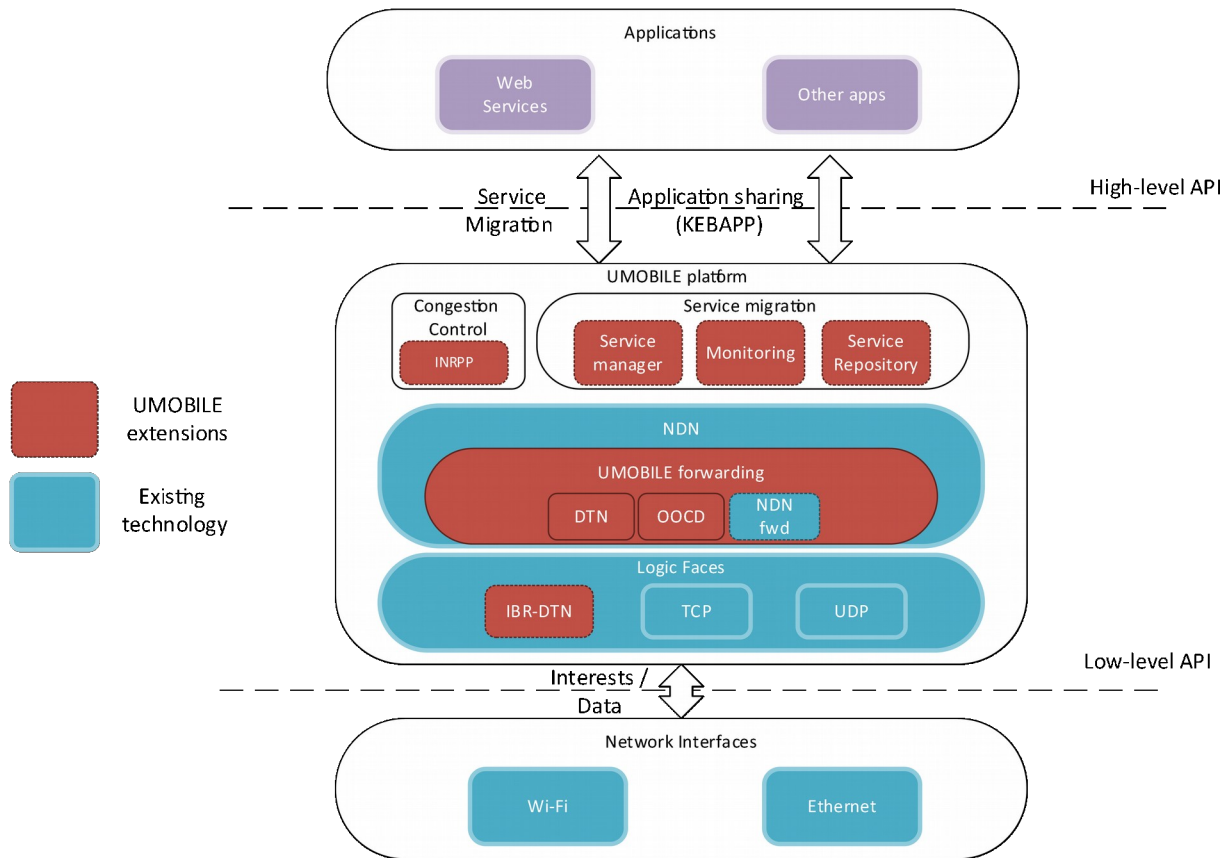 Applications
Web
Services
Other apps
Service
Migration
Application sharing
(KEBAPP)
High-level API
UMOBILE platform
Congestion
Control
INRPP
Service migration
Service
manager
Monitoring
Service
Repository
UMOBILE
extensions
Existing
technology
NDN
UMOBILE forwarding
DTN
OOCD
NDN
fwd
Logic Faces
IBR-DTN
TCP
UDP
Low-level API
Interests /
Data
Network Interfaces
Wi-Fi
Ethernet